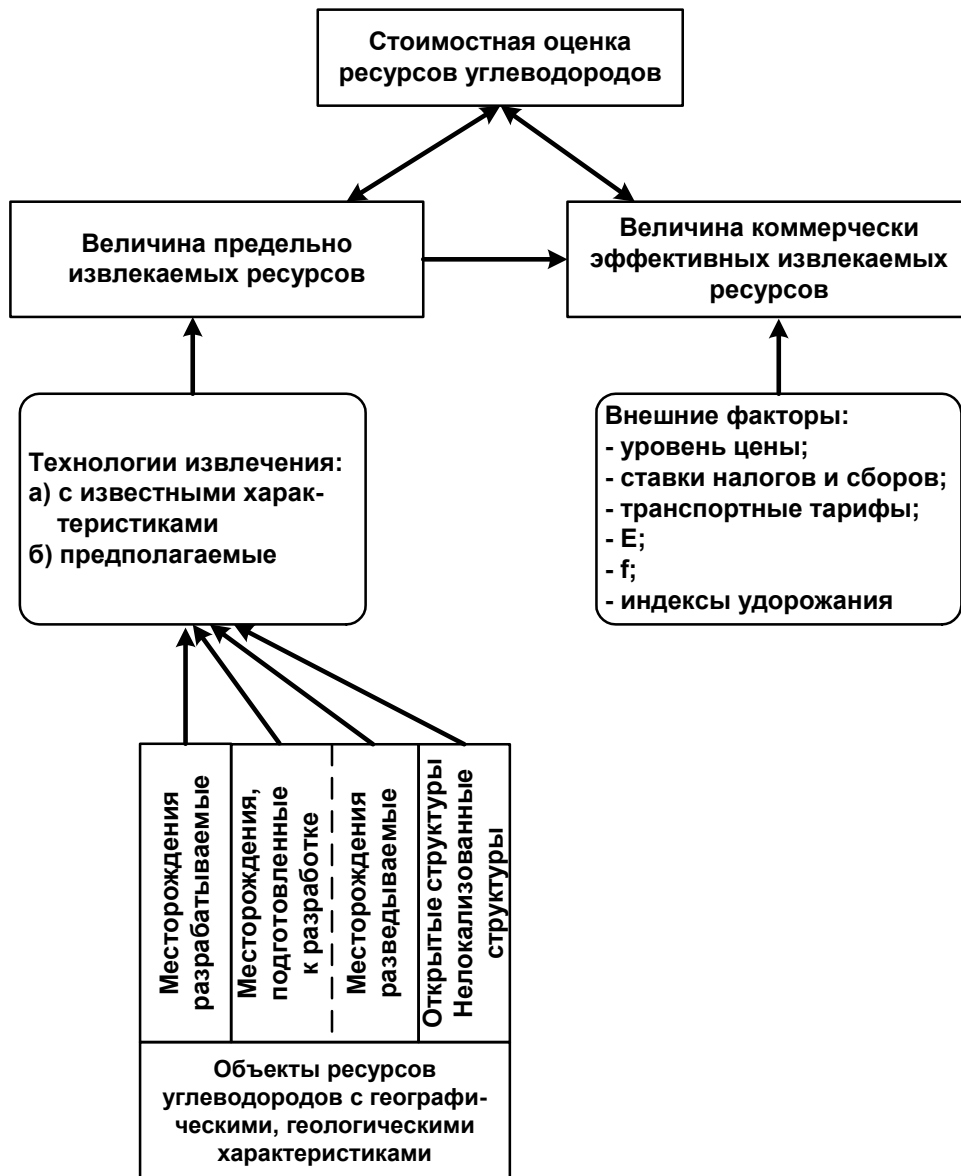 Стоимостная оценка
ресурсов углеводородов
Величина предельно
извлекаемых ресурсов
Величина коммерчески
эффективных извлекаемых
ресурсов
Технологии извлечения:
а) с известными харак-
теристиками
б) предполагаемые
Внешние факторы:
- уровень цены;
- ставки налогов и сборов;
- транспортные тарифы;
- E;
- f;
- индексы удорожания
Месторождения
разрабатываемые
Месторождения,
подготовленные
к разработке
Месторождения
разведываемые
Открытые структуры
Нелокализованные
структуры
Объекты ресурсов
углеводородов с географи-
ческими, геологическими
характеристиками